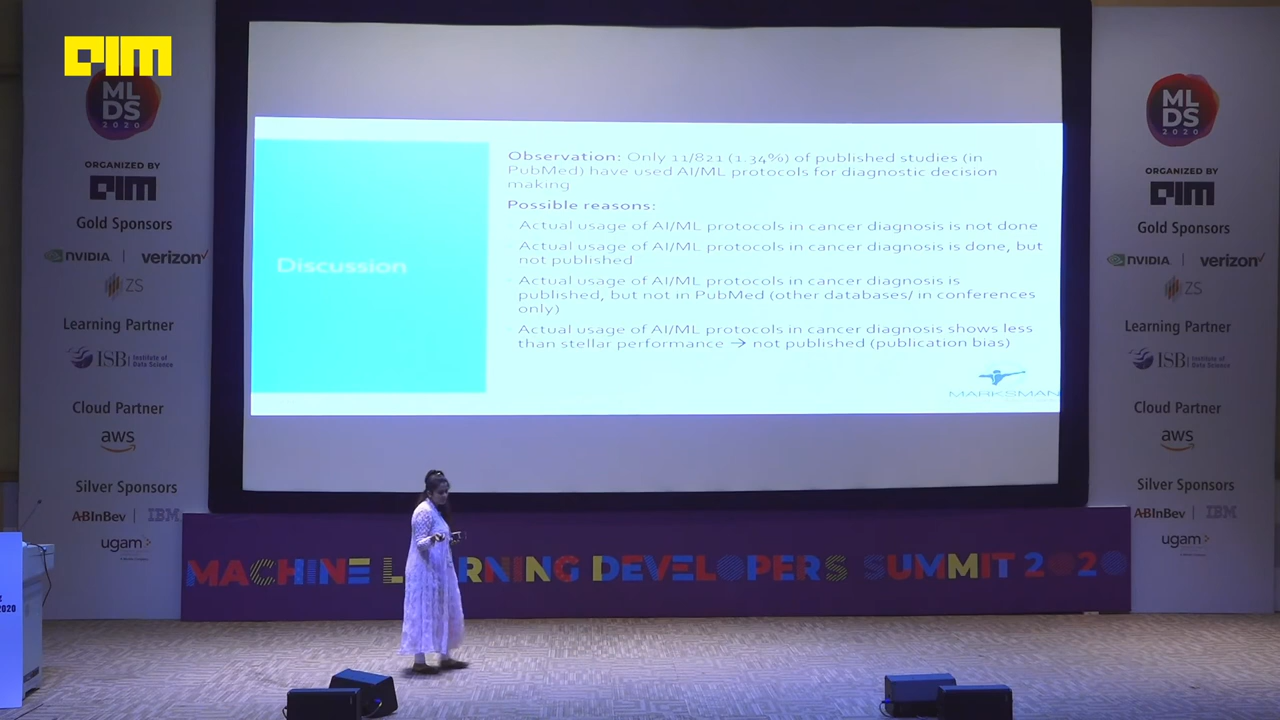 AIM
ML
DS
2020
ORGANIZED BY
AIM
Gold Sponsors
NVIDIA
verizon✓
ZS
Learning Partner
ISB Institute of
Data Science
Cloud Partner
aws
Silver Sponsors
ABInBev
IBM
ugam
2020
Discussion
Observation: Only 11/821 (1.34%) of published studies (in
PubMed) have used AI/ML protocols for diagnostic decision
making
Possible reasons:
Actual usage of AI/ML protocols in cancer diagnosis is not done
Actual usage of AI/ML protocols in cancer diagnosis is done, but
not published
Actual usage of AI/ML protocols in cancer diagnosis is
published, but not in PubMed (other databases/ in conferences
only)
Actual usage of AI/ML protocols in cancer diagnosis shows less
than stellar performance → not published (publication bias)
MARKSMAN
MACHINE LEARNING DEVELOPERS SUMMIT 2020
ML
DS
2020
ORGANIZED BY
AIM
Gold Sponsors
NVIDIA
verizon✓
ZS
Learning Partner
ISB Institute of
Data Science
Cloud Partner
aws
Silver Sponsors
ABInBev
IBM
ugam